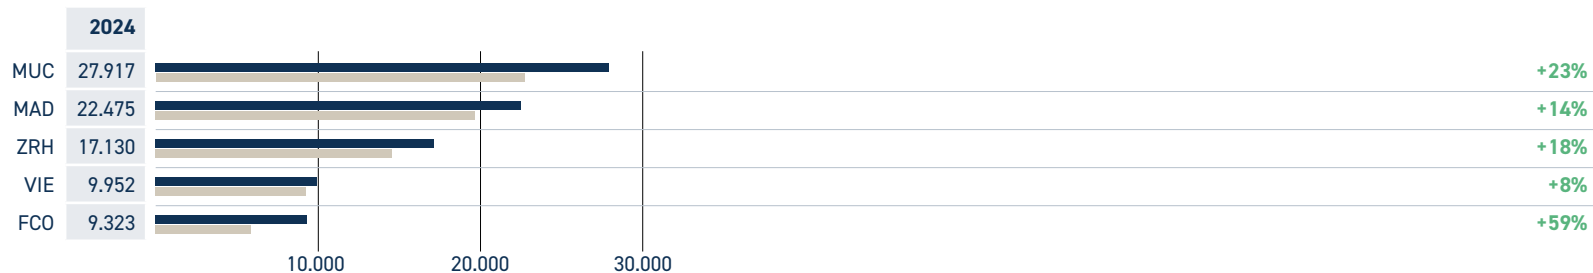 2024
MUC 27.917 +23%
MAD 22.475 +14%
ZRH 17.130 +18%
VIE 9.952 +8%
FCO 9.323 +59%
10.000 20.000 30.000